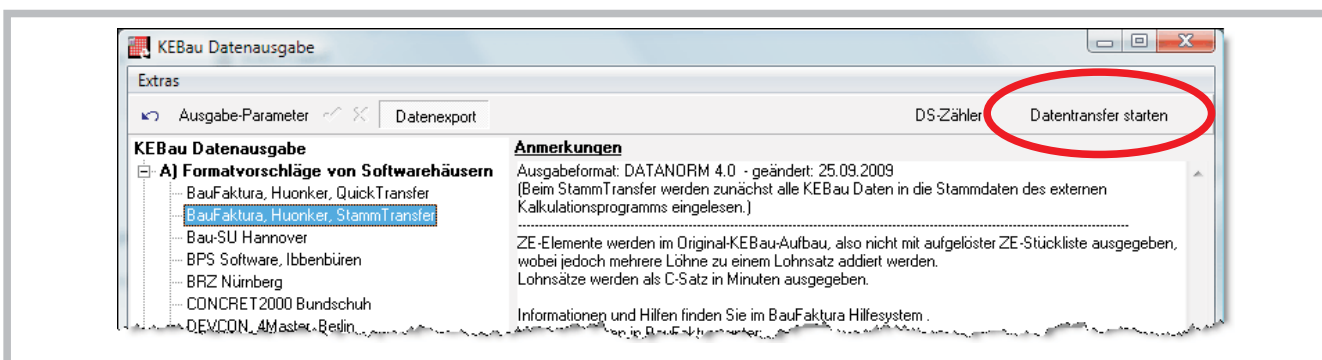 KEBau Datenausgabe
Extras
Ausgabe-Parameter Datenexport DS-Zähler Datentransfer starten
KEBau Datenausgabe
A) Formatvorschläge von Softwarehäusern
BauFaktura, Huonker, QuickTransfer
BauFaktura, Huonker, StammTransfer
Bau-SU Hannover
BPS Software, Ibbenbüren
BRZ Nürnberg
CONCRET2000 Bundschuh
DEVCON, 4Master, Berlin
Anmerkungen
Ausgabeformat: DATANORM 4.0 - geändert: 25.09.2009
(Beim StammTransfer werden zunächst alle KEBau Daten in die Stammdaten des externen
Kalkulationsprogramms eingelesen.)
ZE-Elemente werden im Original-KEBau-Aufbau, also nicht mit aufgelöster ZE-Stückliste ausgegeben,
wobei jedoch mehrere Löhne zu einem Lohnsatz addiert werden.
Lohnsätze werden als C-Satz in Minuten ausgegeben.
Informationen und Hilfen finden Sie im BauFaktura Hilfesystem .